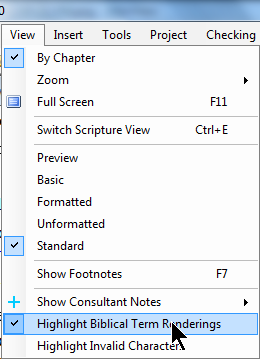 View Insert Tools Project Checking
By Chapter
Zoom
Full Screen F11
Switch Scripture View Ctrl+E
Preview
Basic
Formatted
Unformatted
Standard
Show Footnotes F7
Show Consultant Notes
Highlight Biblical Term Renderings
Highlight Invalid Characters